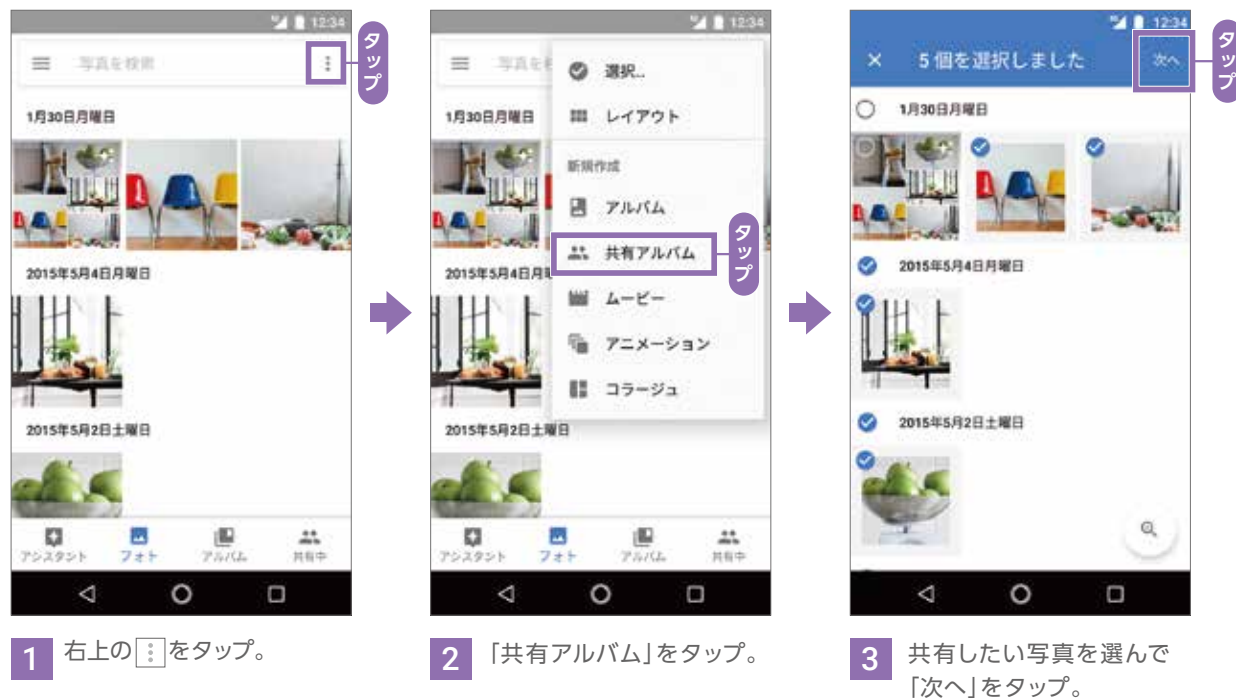 12:34
タップ
写真を検索
1月30日月曜日
2015年5月4日月曜日
2015年5月2日土曜日
アシスタント
フォト
アルバム
共有中
1 右上の⋮をタップ。
12:34
写真を
選択..
レイアウト
1月30日月曜日
新規作成
アルバム
共有アルバム
タップ
2015年5月4日月
ムービー
アニメーション
コラージュ
2015年5月2日土曜日
アシスタント
フォト
アルバム
共有中
2 「共有アルバム」をタップ。
12:34
× 5 個を選択しました 次へ
タップ
1月30日月曜日
2015年5月4日月曜日
2015年5月2日土曜日
3 共有したい写真を選んで
「次へ」をタップ。